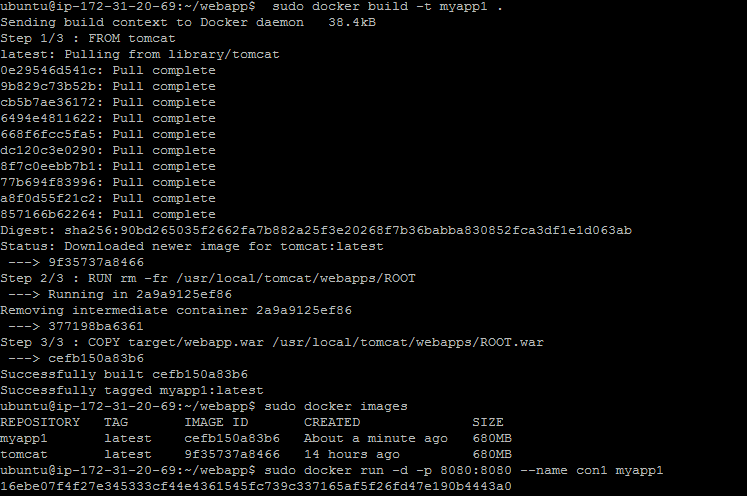 ubuntu@ip-172-31-20-69:~/webapp$  sudo docker build -t myapp1 .
Sending build context to Docker daemon   38.4kB
Step 1/3 : FROM tomcat
latest: Pulling from library/tomcat
0e29546d541c: Pull complete
9b829c73b52b: Pull complete
cb5b7ae36172: Pull complete
6494e4811622: Pull complete
668f6fcc5fa5: Pull complete
dc120c3e0290: Pull complete
8f7c0eebb7b1: Pull complete
77b694f83996: Pull complete
a8f0d55f21c2: Pull complete
857166b62264: Pull complete
Digest: sha256:90bd265035f2662fa7b882a25f3e20268f7b36babba830852fca3df1e1d063ab
Status: Downloaded newer image for tomcat:latest
 ---> 9f35737a8466
Step 2/3 : RUN rm -fr /usr/local/tomcat/webapps/ROOT
 ---> Running in 2a9a9125ef86
Removing intermediate container 2a9a9125ef86
 ---> 377198ba6361
Step 3/3 : COPY target/webapp.war /usr/local/tomcat/webapps/ROOT.war
 ---> cefb150a83b6
Successfully built cefb150a83b6
Successfully tagged myapp1:latest
ubuntu@ip-172-31-20-69:~/webapp$ sudo docker images
REPOSITORY   TAG       IMAGE ID       CREATED              SIZE
myapp1       latest    cefb150a83b6   About a minute ago   680MB
tomcat       latest    9f35737a8466   14 hours ago         680MB
ubuntu@ip-172-31-20-69:~/webapp$ sudo docker run -d -p 8080:8080 --name con1 myapp1
16ebe07f4f27e345333cf44e4361545fc739c337165af5f26fd47e190b4443a0